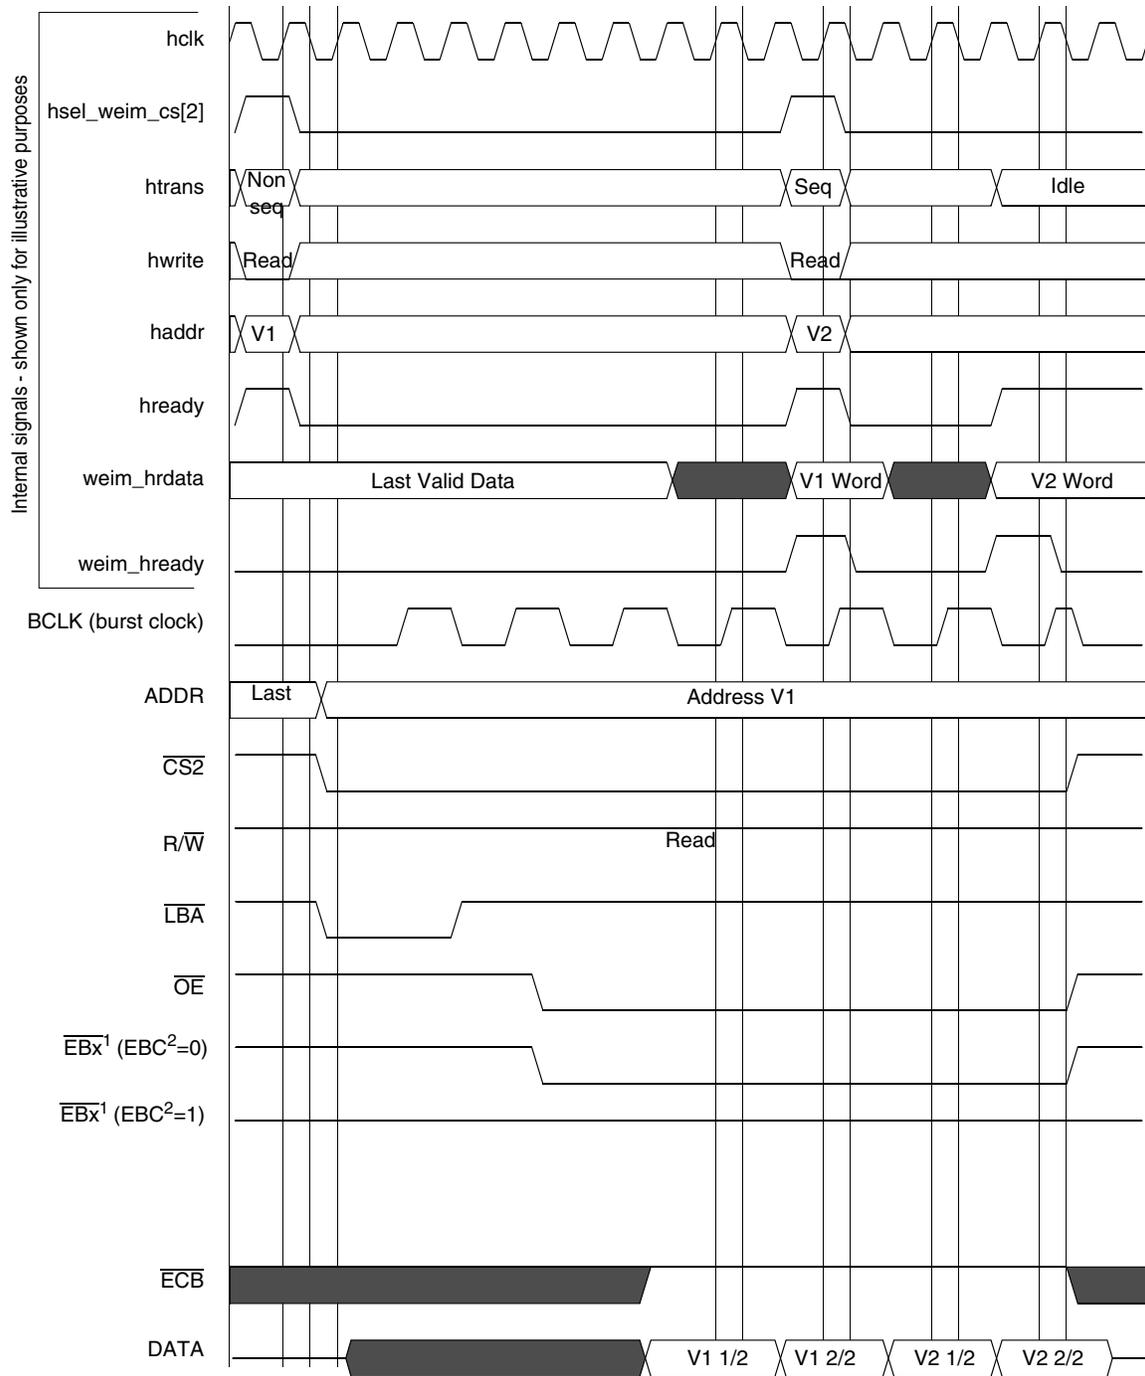 Internal signals - shown only for illustrative purposes
hclk
hsel_weim_cs[2]
htrans
Non
seq
Seq
Idle
hwrite
Read
Read
haddr
V1
V2
hready
weim_hrdata
Last Valid Data
V1 Word
V2 Word
weim_hready
BCLK (burst clock)
ADDR
Last
Address V1
CS2
R/W
Read
LBA
OE
EBx¹ (EBC²=0)
EBx¹ (EBC²=1)
ECB
DATA
V1 1/2
V1 2/2
V2 1/2
V2 2/2